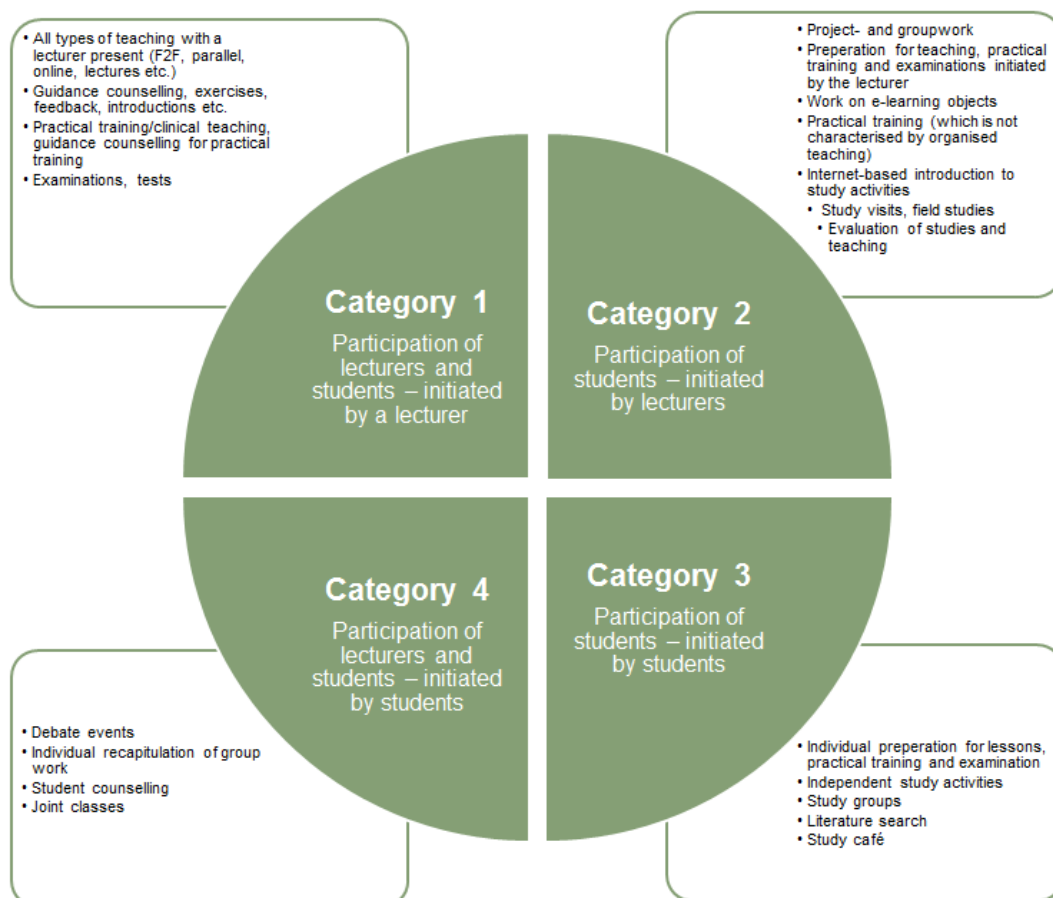 • All types of teaching with a
lecturer present (F2F, parallel,
online, lectures etc.)
• Guidance counselling, exercises,
feedback, introductions etc.
• Practical training/clinical teaching,
guidance counselling for practical
training
• Examinations, tests
• Project- and groupwork
• Preparation for teaching, practical
training and examinations initiated
by the lecturer
• Work on e-learning objects
• Practical training (which is not
characterised by organised
teaching)
• Internet-based introduction to
study activities
• Study visits, field studies
• Evaluation of studies and
teaching
Category 1
Participation of
lecturers and
students – initiated
by a lecturer
Category 2
Participation of
students – initiated
by lecturers
Category 4
Participation of
lecturers and
students – initiated
by students
Category 3
Participation of
students – initiated
by students
• Debate events
• Individual recapitulation of group
work
• Student counselling
• Joint classes
• Individual preparation for lessons,
practical training and examination
• Independent study activities
• Study groups
• Literature search
• Study café